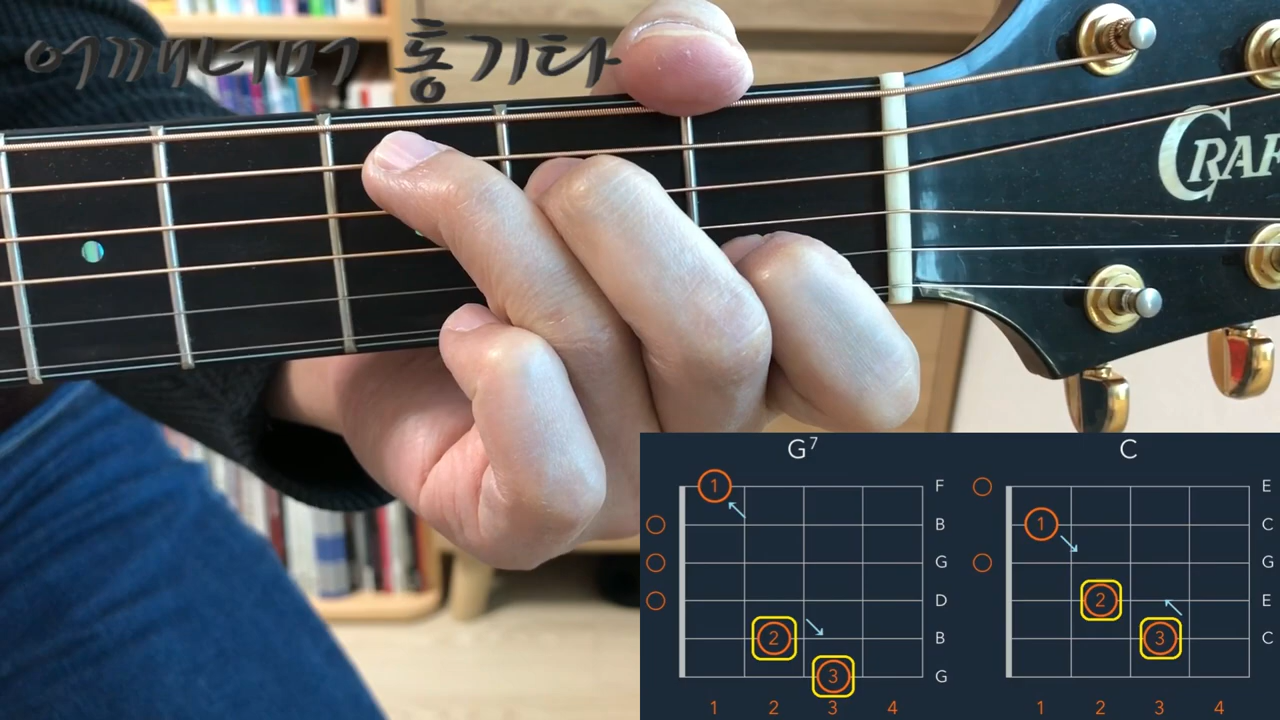 어깨너머 통기타
CRAF
G7 C
1 F 1 E
B C
G G
D 2 E
2 B 3 C
3 G
1 2 3 4 1 2 3 4